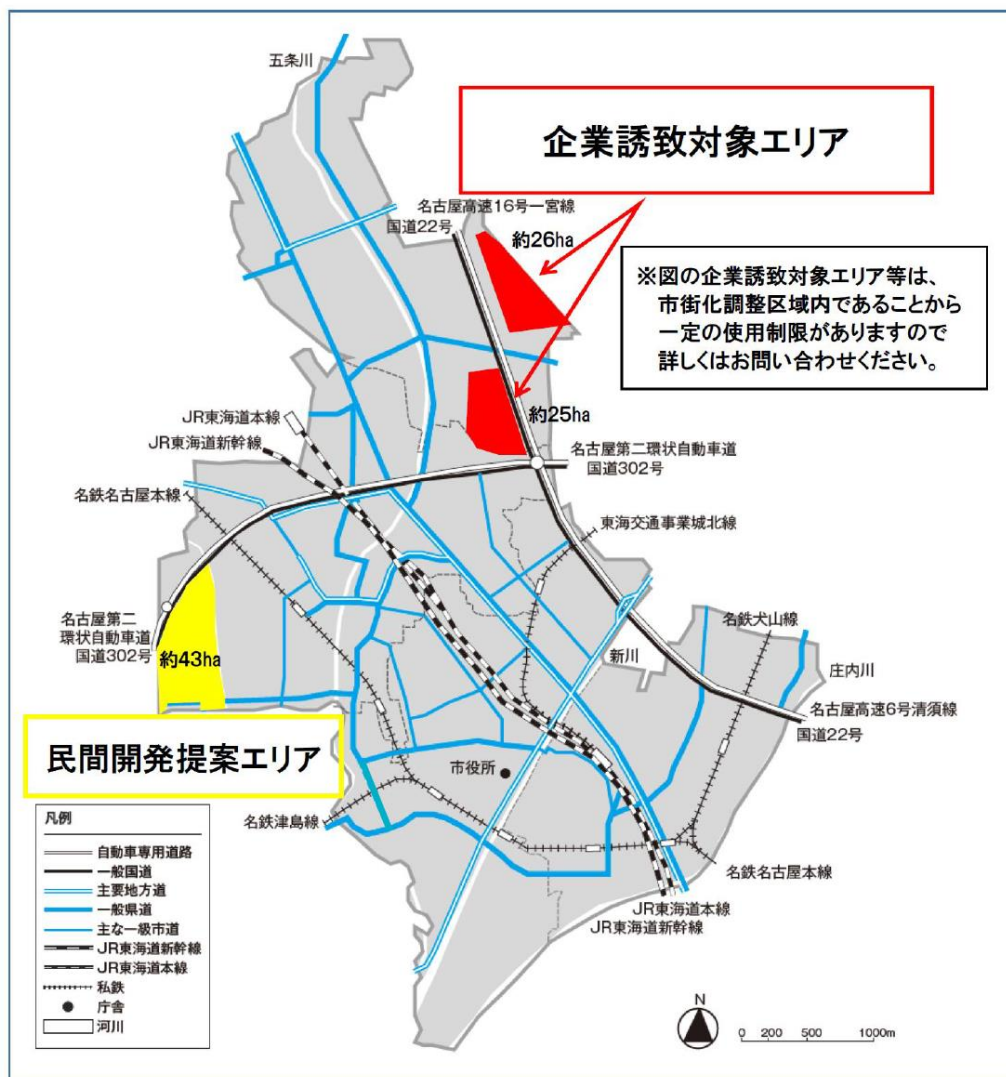 五条川
企業誘致対象エリア
名古屋高速16号一宮線
国道22号
約26ha
※図の企業誘致対象エリア等は、
市街化調整区域内であることから
一定の使用制限がありますので
詳しくはお問い合わせください。
約25ha
JR東海道本線
JR東海道新幹線
名古屋第二環状自動車道
国道302号
名鉄名古屋本線
東海交通事業城北線
名古屋第二
環状自動車道
国道302号
約43ha
名鉄犬山線
新川
庄内川
名古屋高速6号清須線
国道22号
民間開発提案エリア
市役所
名鉄津島線
名鉄名古屋本線
JR東海道本線
JR東海道新幹線
凡例
自動車専用道路
一般国道
主要地方道
一般県道
主な一級市道
JR東海道新幹線
JR東海道本線
私鉄
庁舎
河川
N
0 200 500 1000m